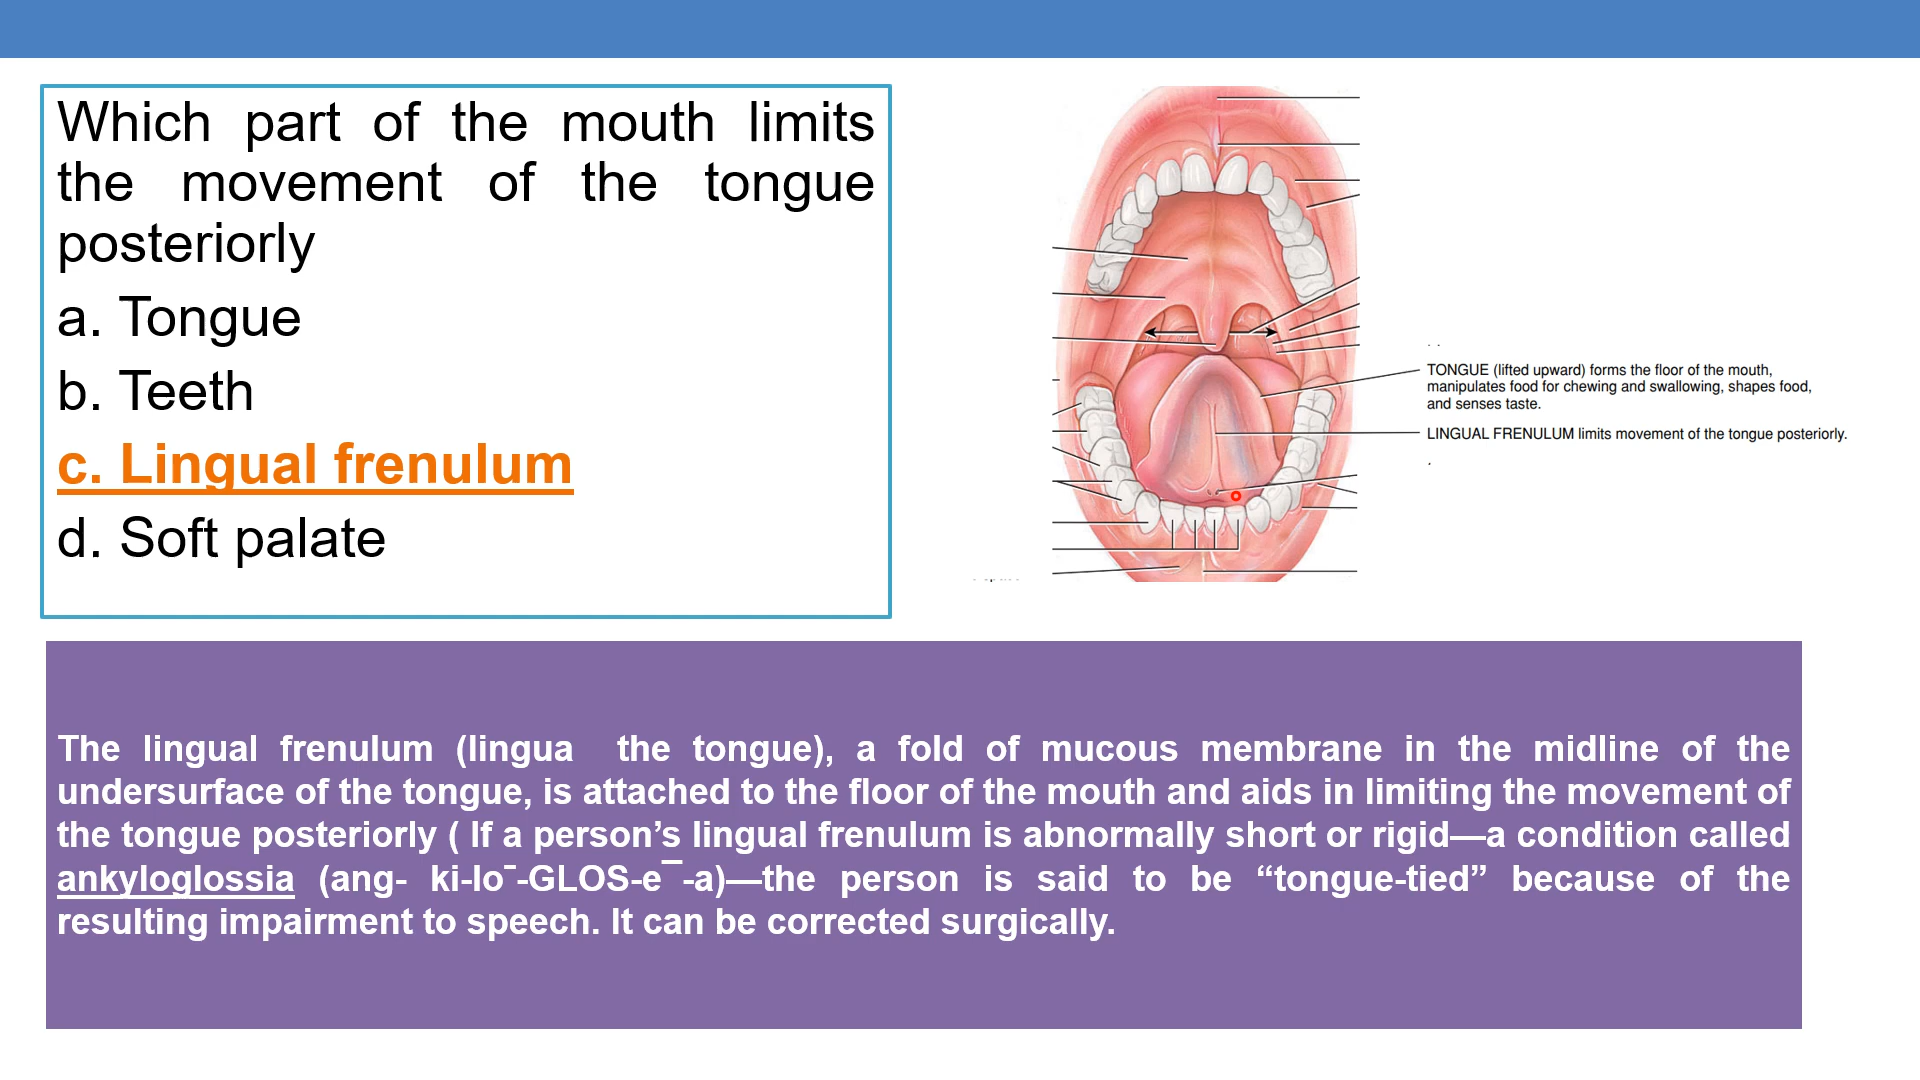 Which part of the mouth limits
the movement of the tongue
posteriorly
a. Tongue
b. Teeth
c. Lingual frenulum
d. Soft palate
TONGUE (lifted upward) forms the floor of the mouth,
manipulates food for chewing and swallowing, shapes food,
and senses taste.
LINGUAL FRENULUM limits movement of the tongue posteriorly.
The lingual frenulum (lingua the tongue), a fold of mucous membrane in the midline of the
undersurface of the tongue, is attached to the floor of the mouth and aids in limiting the movement of
the tongue posteriorly ( If a person’s lingual frenulum is abnormally short or rigid—a condition called
ankyloglossia (ang- ki-lo¯-GLOS-e¯-a)—the person is said to be “tongue-tied” because of the
resulting impairment to speech. It can be corrected surgically.